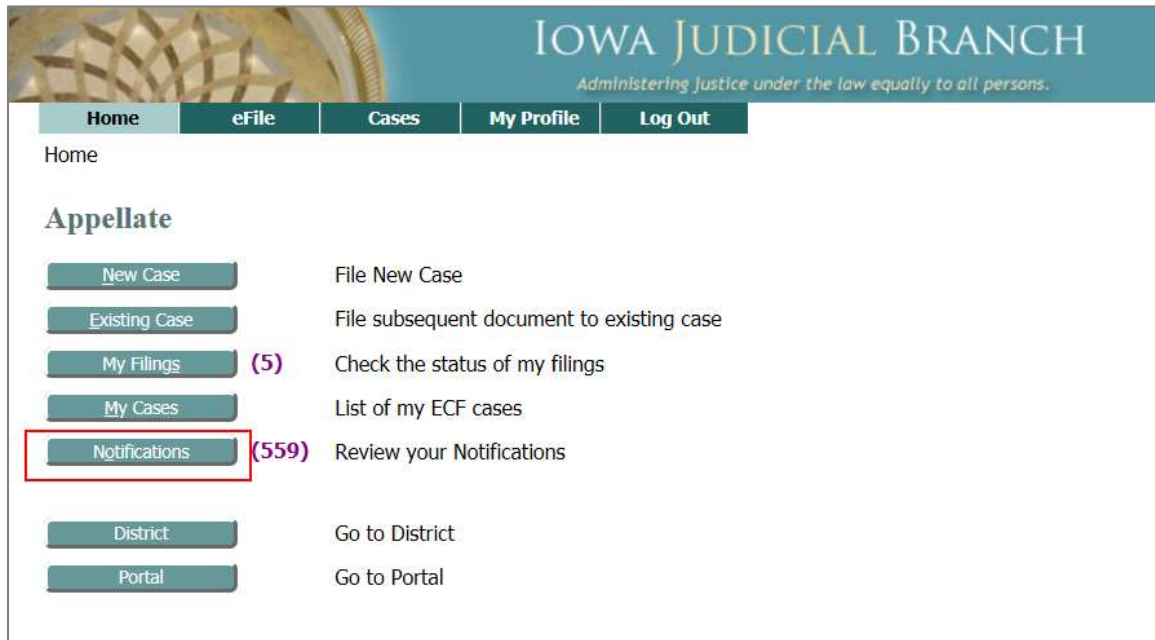 IOWA JUDICIAL BRANCH
Administering justice under the law equally to all persons.
Home eFile Cases My Profile Log Out
Home
Appellate
New Case File New Case
Existing Case File subsequent document to existing case
My Filings (5) Check the status of my filings
My Cases List of my ECF cases
Notifications (559) Review your Notifications
District Go to District
Portal Go to Portal